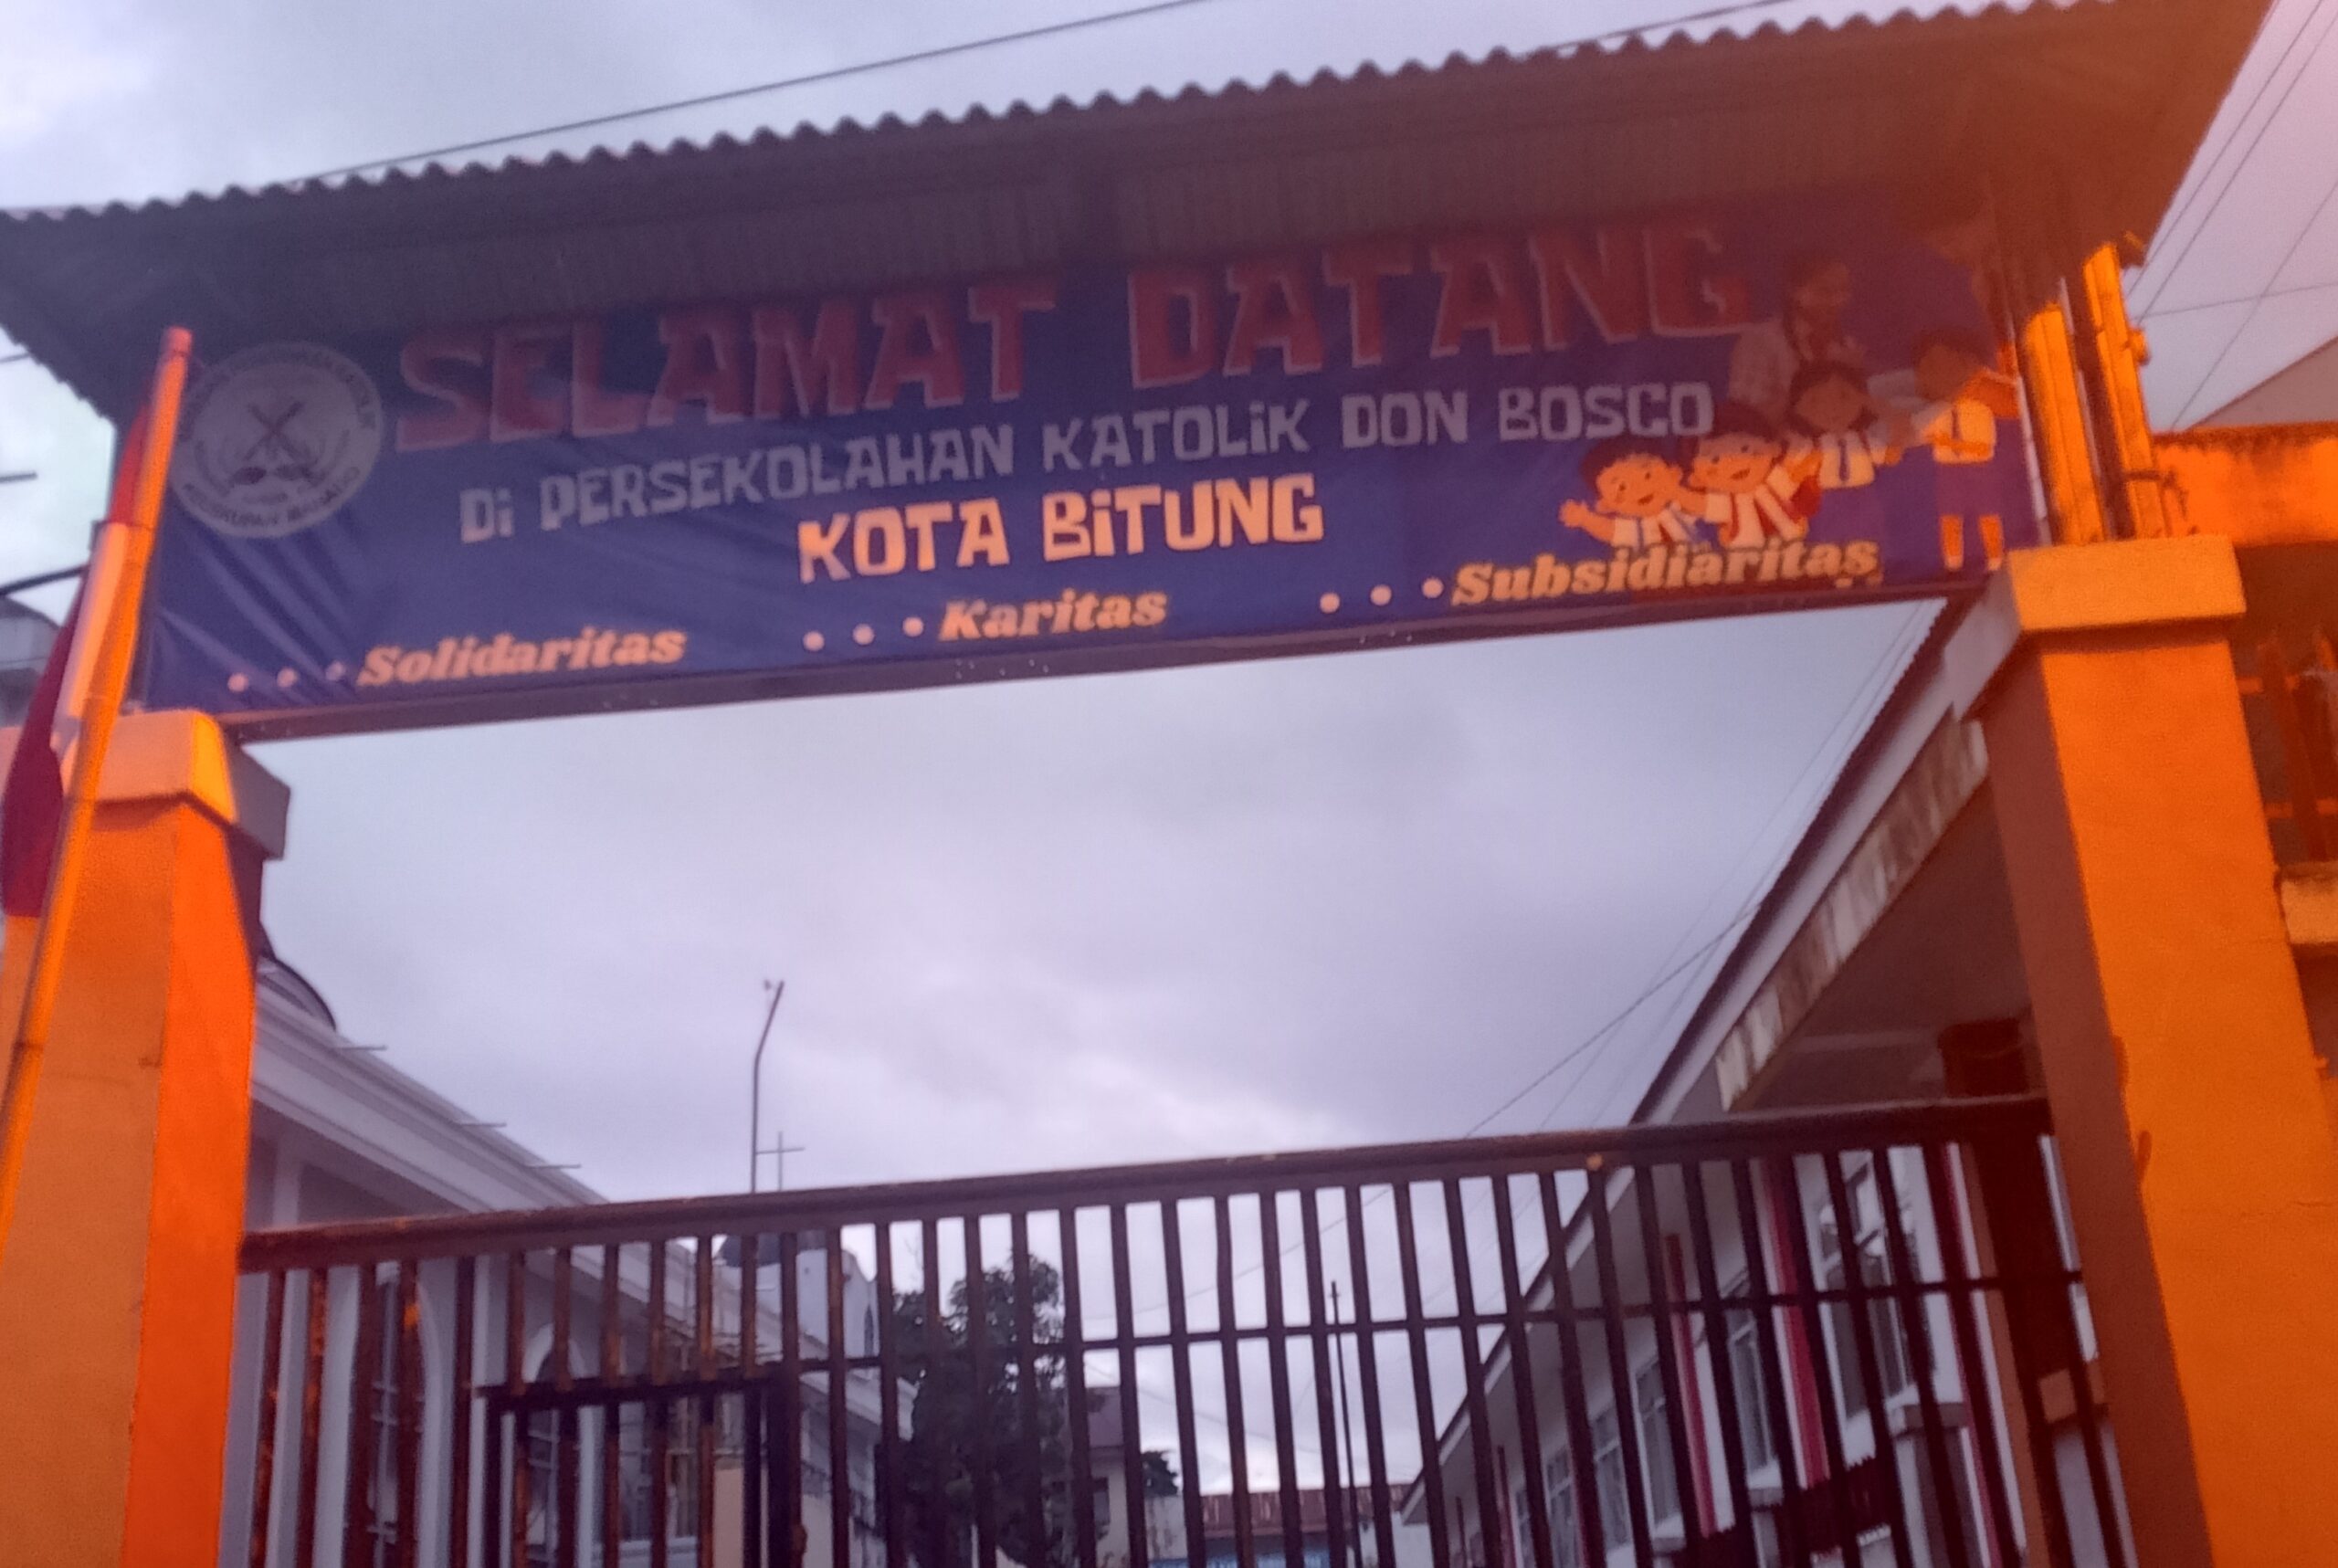 SELAMAT DATANG
Di PERSEKOLAHAN KATOLiK DON BOSCO
KOTA BiTUNG
...Solidaritas ...Karitas ...Subsidiaritas